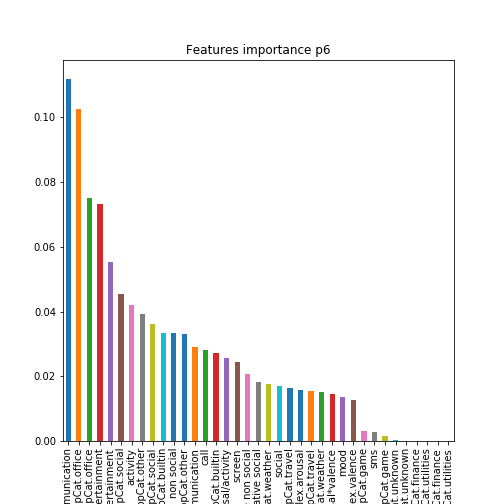 Features importance p6
0.10
0.08
0.06
0.04
0.02
0.00
munication
pCat.office
pCat.office
ertainment
ertainment
pCat.social
activity
pCat.other
pCat.social
pCat.builtin
non social
pCat.other
munication
call
pCat.builtin
sal/activity
screen
non social
ative social
at.weather
social
pCat.travel
lex.arousal
pCat.travel
at.weather
al*valence
mood
ex.valence
pCat.game
sms
pCat.game
at.unknown
at.unknown
Cat.finance
Cat.utilities
Cat.finance
Cat.utilities